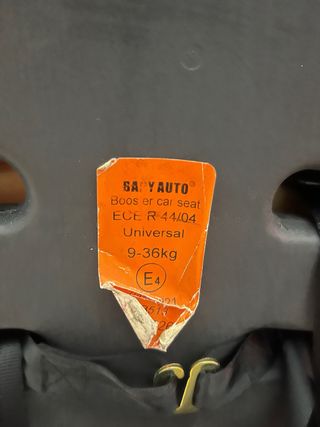 BABYAUTO®
Booster car seat
ECE R 44/04
Universal
9-36kg
E4